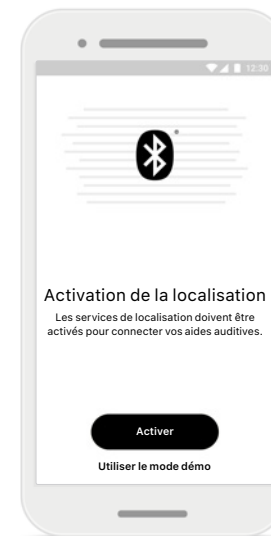 12:30
Activation de la localisation
Les services de localisation doivent être
activés pour connecter vos aides auditives.
Activer
Utiliser le mode démo